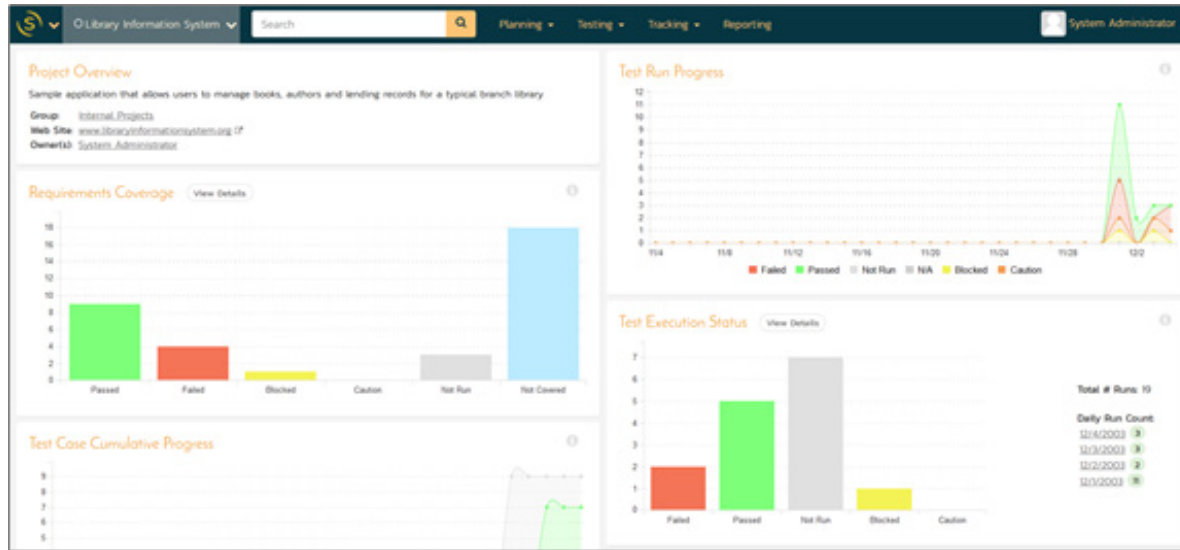 Library Information System
Search
Planning
Testing
Tracking
Reporting
System Administrator
Project Overview
Sample application that allows users to manage books, authors and lending records for a typical branch library
Group: Internal Projects
Web Site: www.libraryinformationsystem.org
Owner(s): System Administrator
Requirements Coverage
View Details
18
16
14
12
10
8
6
4
2
0
Passed Failed Blocked Caution Not Run Not Covered
Test Case Cumulative Progress
9
8
7
6
5
Test Run Progress
12
11
10
9
8
7
6
5
4
3
2
1
0
11/4 11/8 11/12 11/16 11/20 11/24 11/28 12/2
Failed Passed Not Run N/A Blocked Caution
Test Execution Status
View Details
7
6
5
4
3
2
1
0
Failed Passed Not Run Blocked Caution
Total # Runs: 19
Daily Run Count:
12/4/2003 3
12/3/2003 3
12/2/2003 2
12/1/2003 11